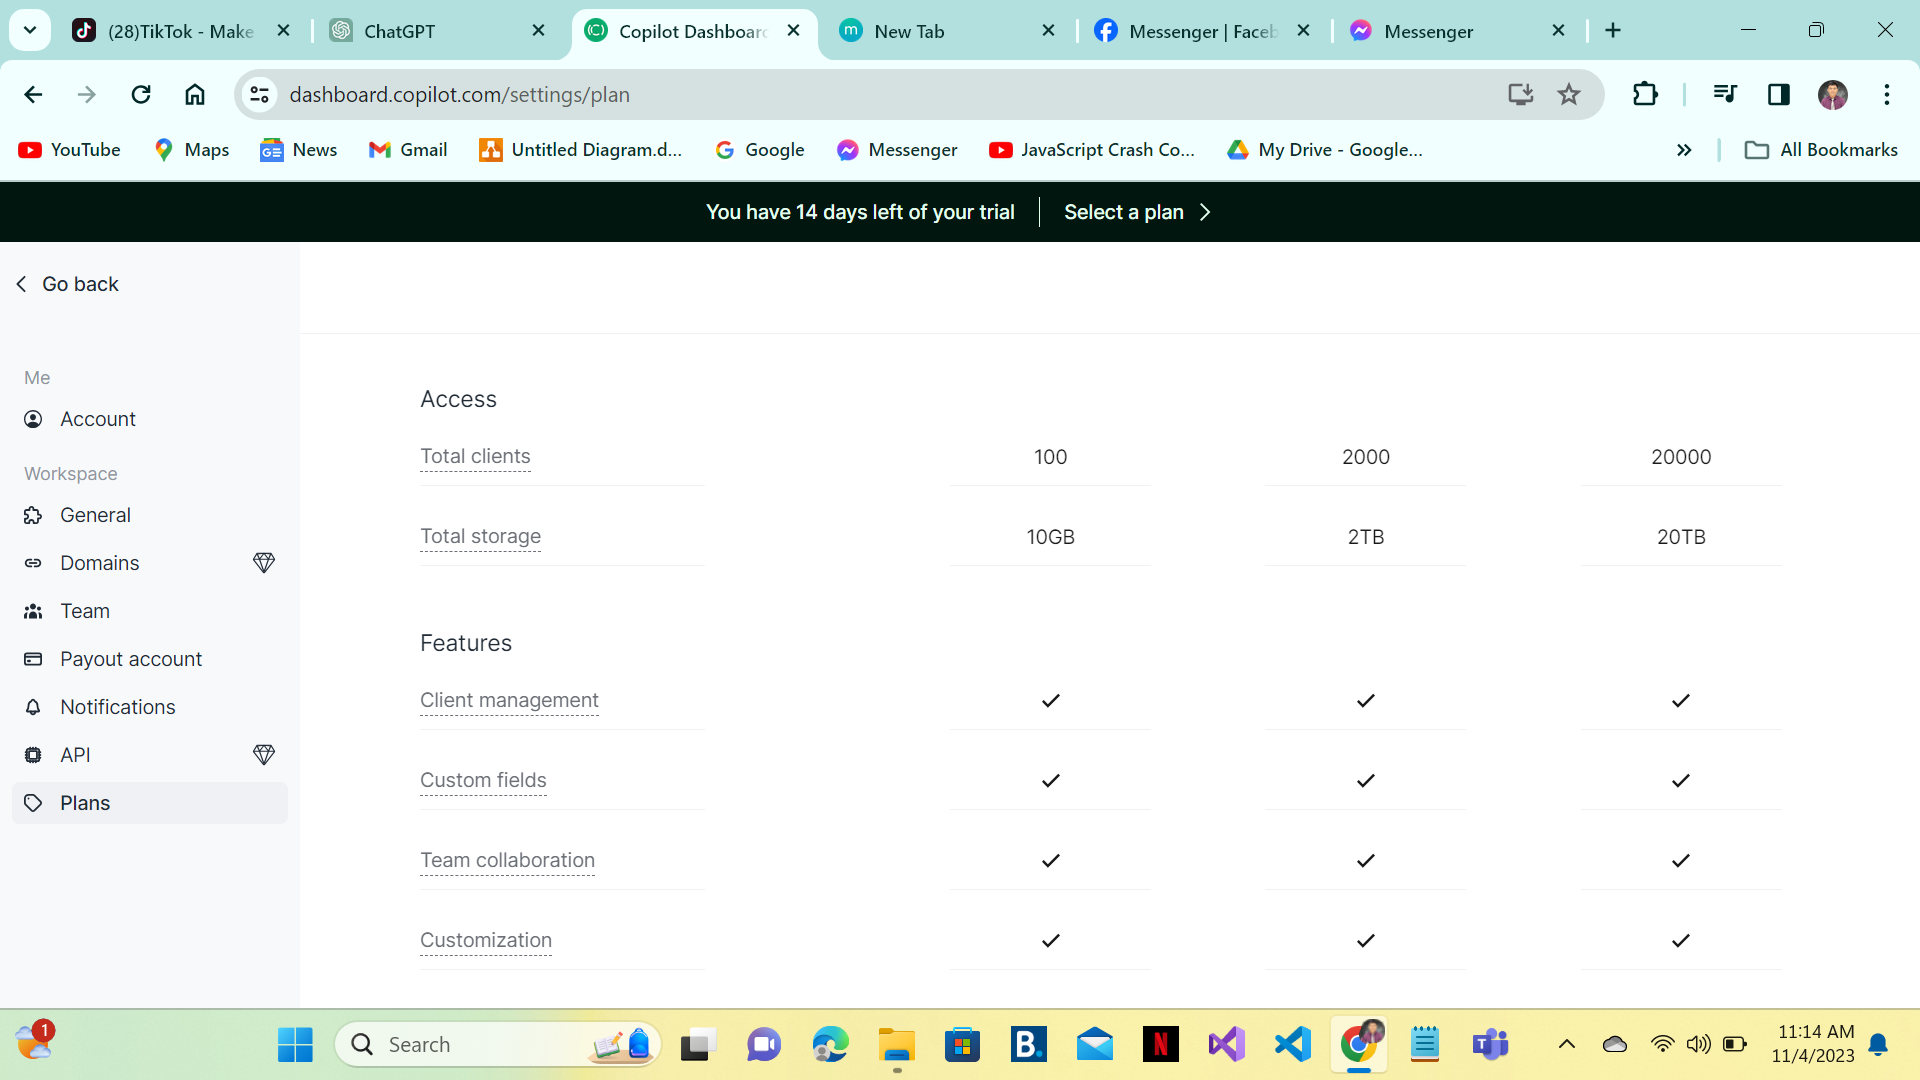 (28)TikTok - Make
ChatGPT
Copilot Dashboard
New Tab
Messenger | Faceb
Messenger
dashboard.copilot.com/settings/plan
YouTube
Maps
News
Gmail
Untitled Diagram.d...
Google
Messenger
JavaScript Crash Co...
My Drive - Google...
All Bookmarks
You have 14 days left of your trial
Select a plan
Go back
Me
Account
Workspace
General
Domains
Team
Payout account
Notifications
API
Plans
Access
Total clients 100 2000 20000
Total storage 10GB 2TB 20TB
Features
Client management
Custom fields
Team collaboration
Customization
1
Search
B.
N
T
11:14 AM
11/4/2023